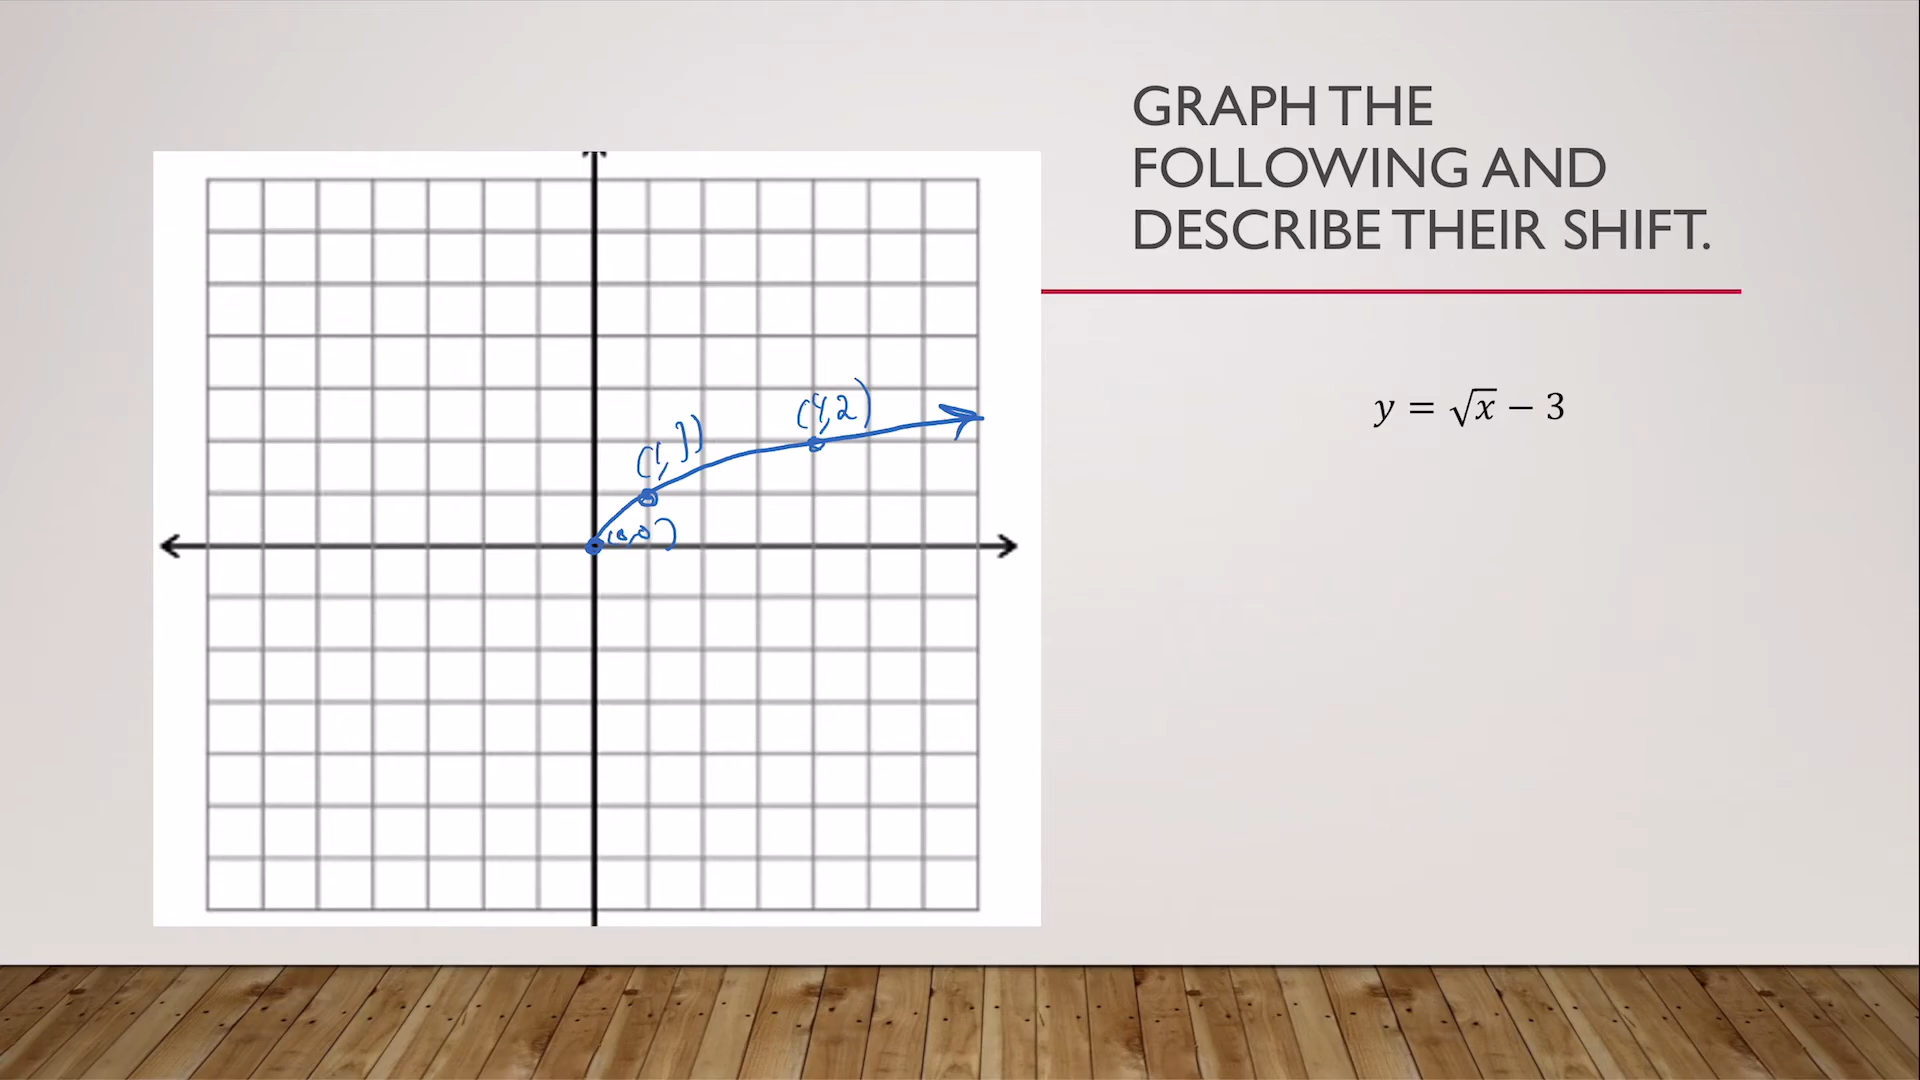 GRAPH THE
FOLLOWING AND
DESCRIBE THEIR SHIFT.
y = √x − 3
(4,2)
(1,1)
(0,0)